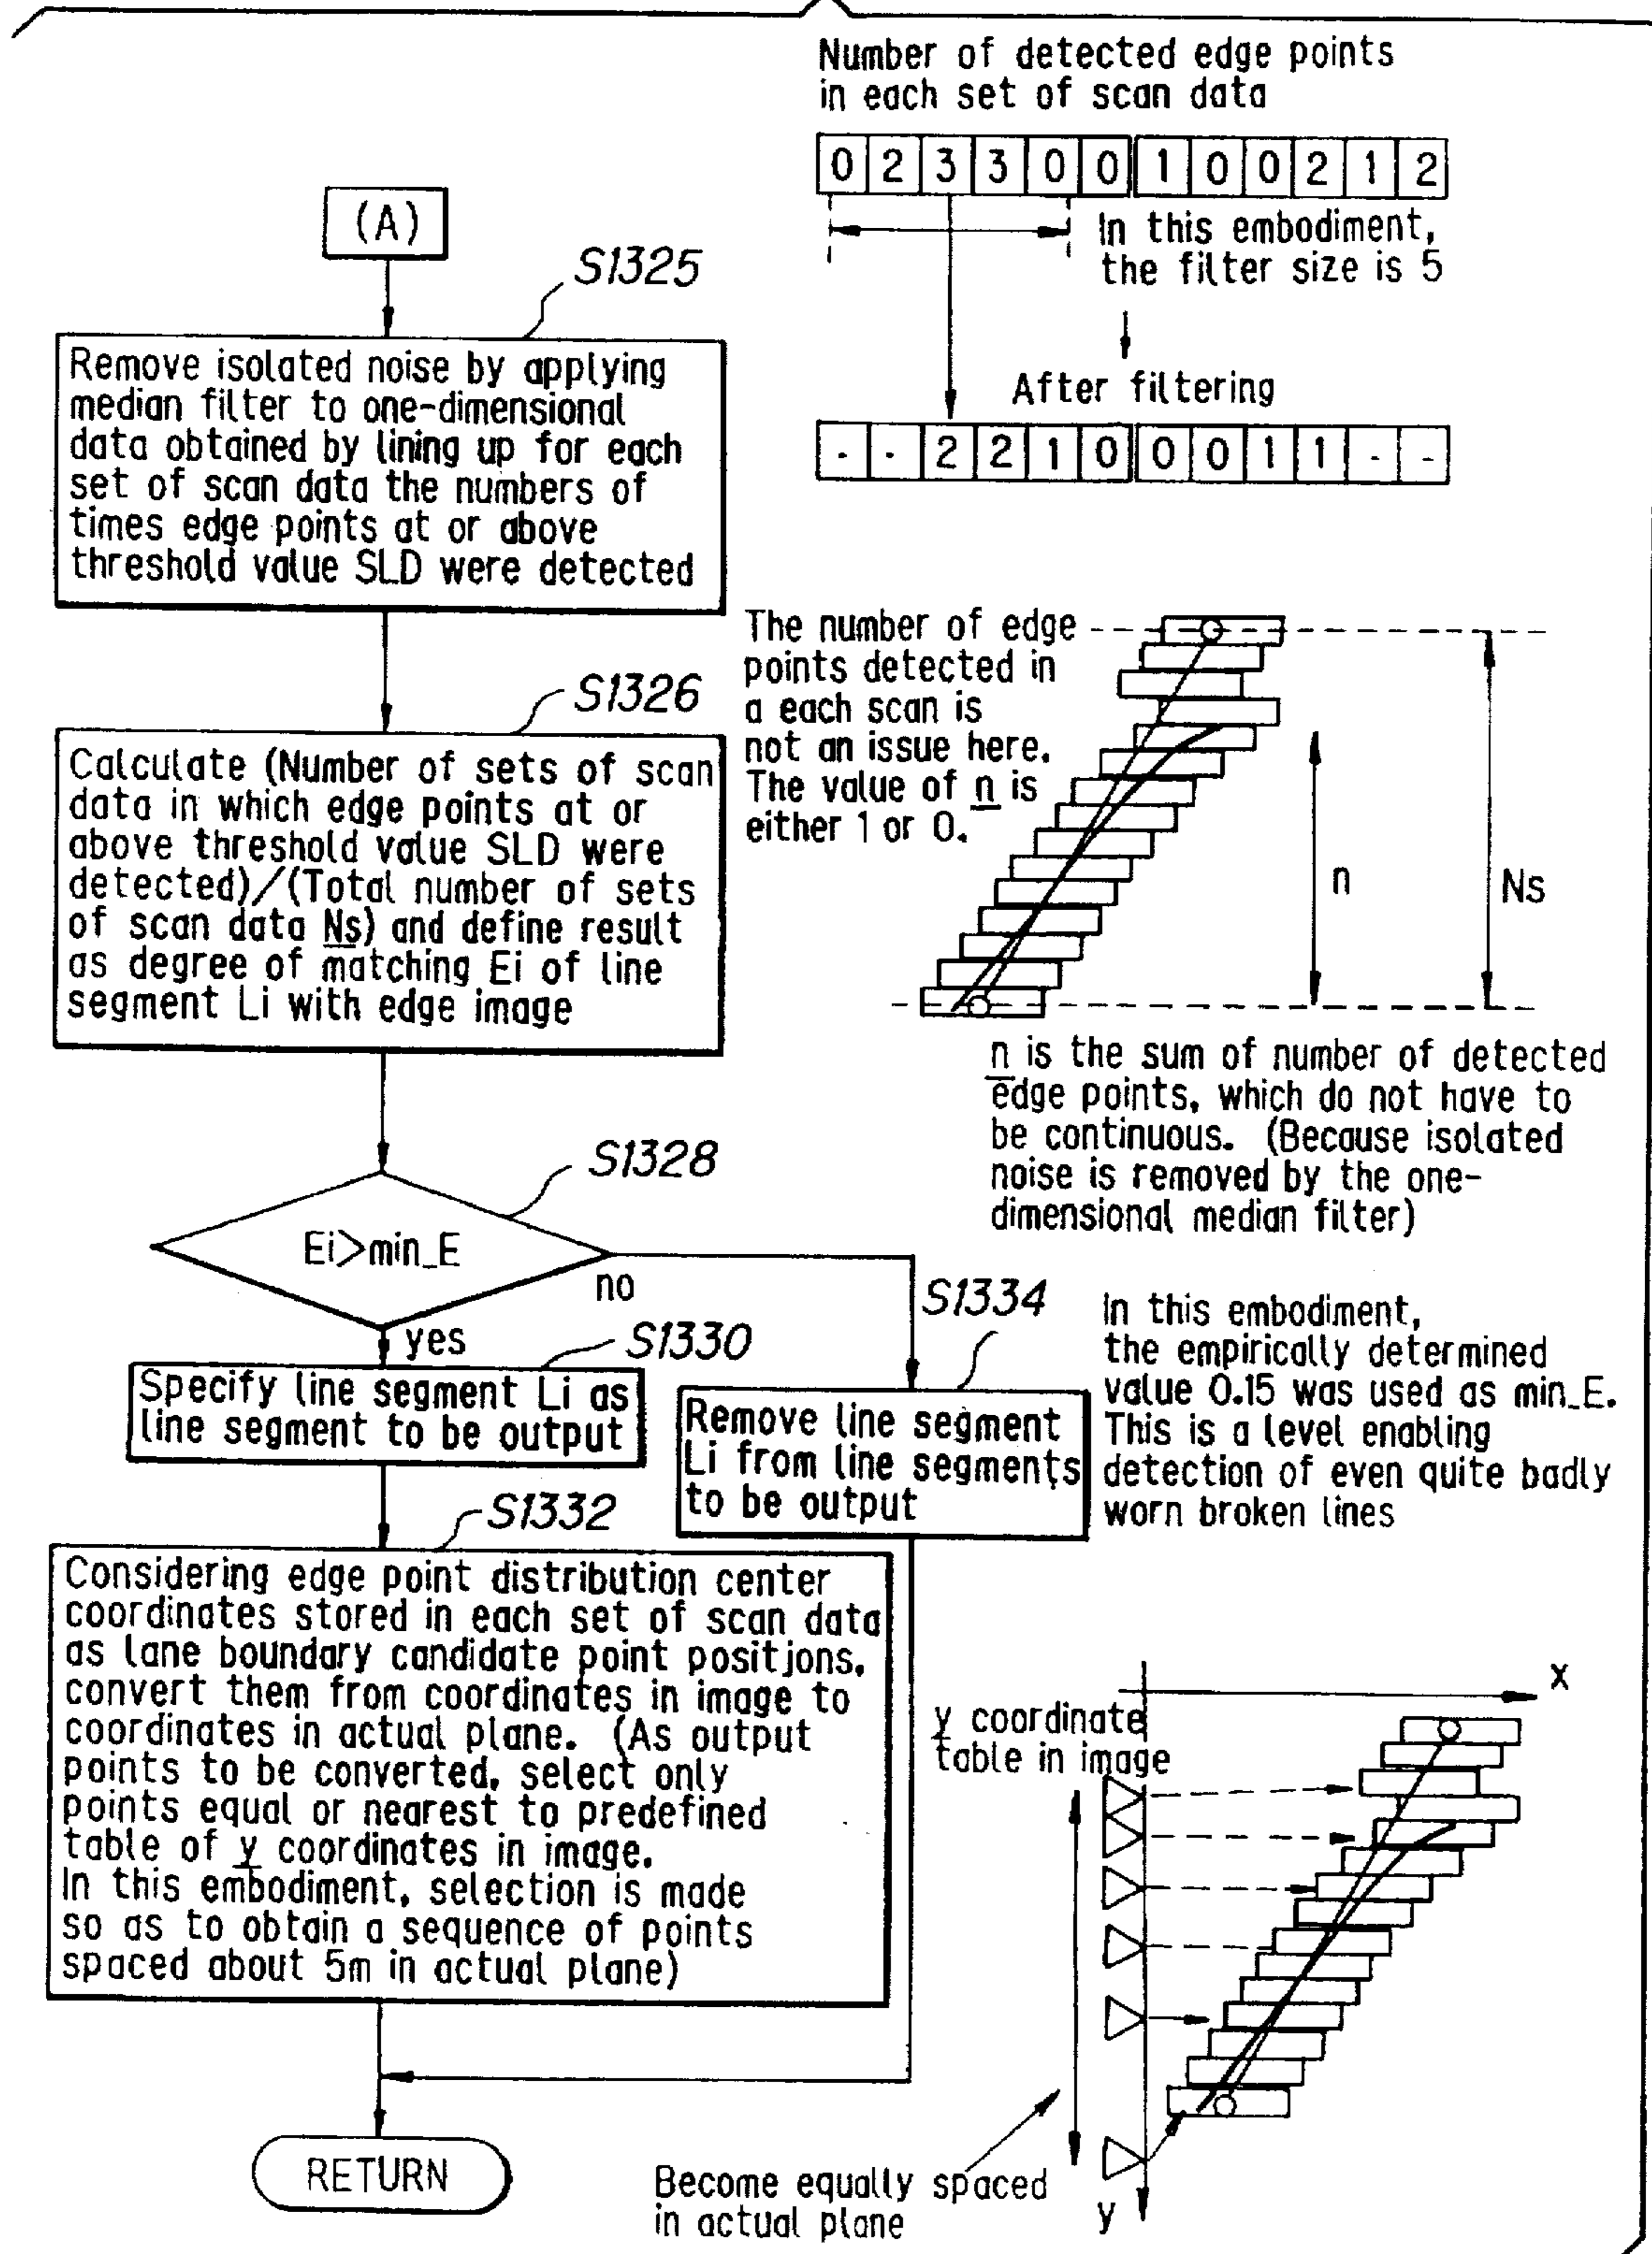 Number of detected edge points
in each set of scan data
0 2 3 3 0 0 1 0 0 2 1 2
In this embodiment,
the filter size is 5
After filtering
- - 2 2 1 0 0 0 1 1 - -
(A)
S1325
Remove isolated noise by applying
median filter to one-dimensional
data obtained by lining up for each
set of scan data the numbers of
times edge points at or above
threshold value SLD were detected
S1326
Calculate (Number of sets of scan
data in which edge points at or
above threshold value SLD were
detected)/(Total number of sets
of scan data Ns) and define result
as degree of matching Ei of line
segment Li with edge image
The number of edge
points detected in
a each scan is
not an issue here.
The value of n is
either 1 or 0.
n
Ns
n is the sum of number of detected
edge points, which do not have to
be continuous. (Because isolated
noise is removed by the one-
dimensional median filter)
S1328
Ei>min_E
no
yes
S1330
Specify line segment Li as
line segment to be output
S1334
Remove line segment
Li from line segments
to be output
In this embodiment,
the empirically determined
value 0.15 was used as min_E.
This is a level enabling
detection of even quite badly
worn broken lines
S1332
Considering edge point distribution center
coordinates stored in each set of scan data
as lane boundary candidate point positions,
convert them from coordinates in image to
coordinates in actual plane. (As output
points to be converted, select only
points equal or nearest to predefined
table of y coordinates in image.
In this embodiment, selection is made
so as to obtain a sequence of points
spaced about 5m in actual plane)
x
y coordinate
table in image
Become equally spaced
in actual plane
y
RETURN